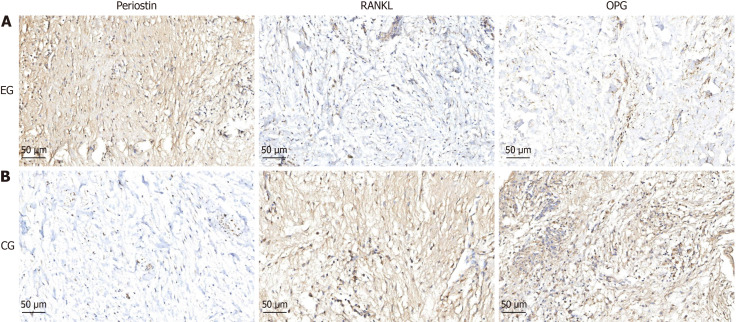 Periostin RANKL OPG
A
EG
50 μm 50 μm 50 μm
B
CG
50 μm 50 μm 50 μm